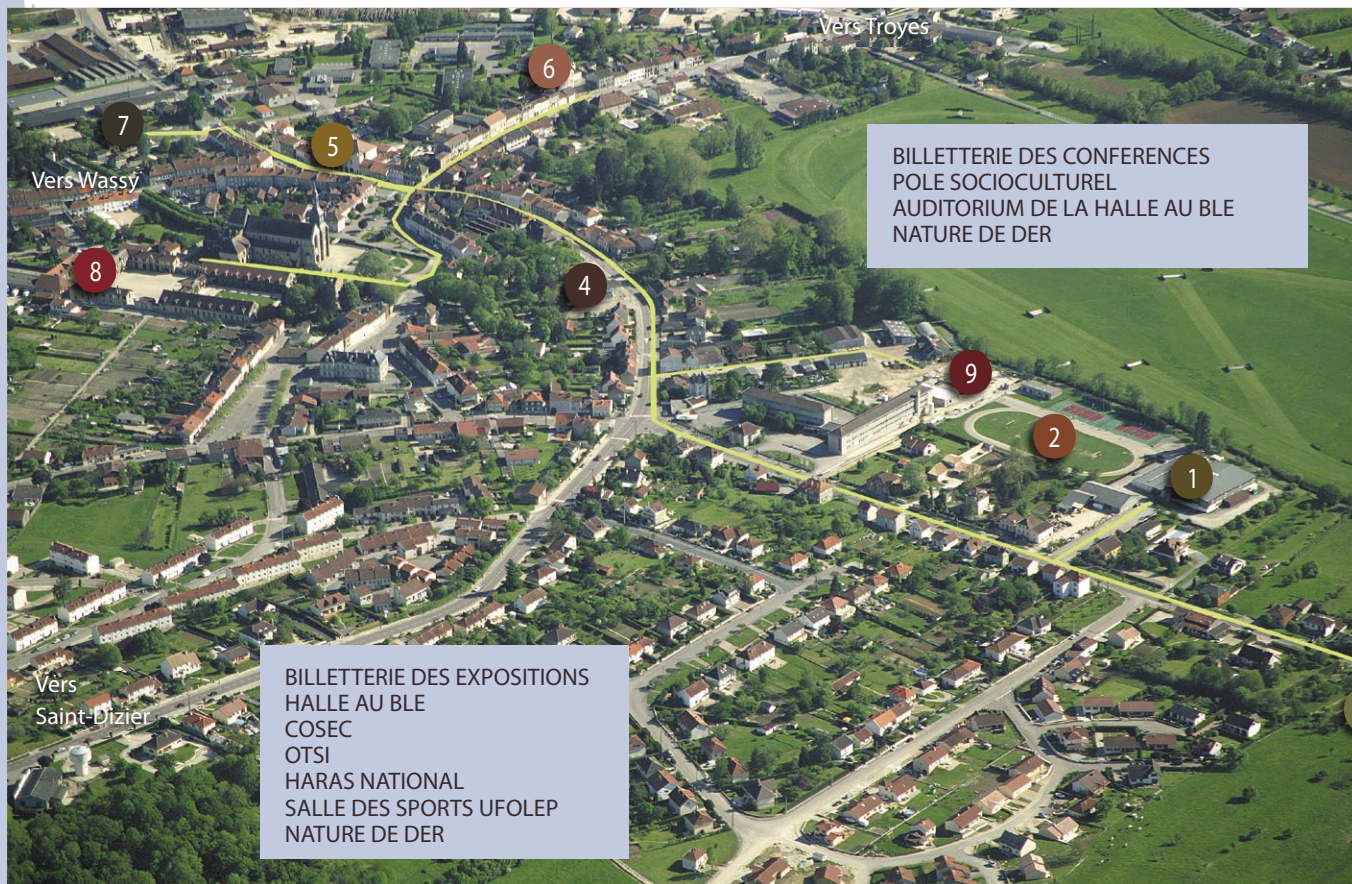 Vers Troyes
6
7
5
Vers Wassy
BILLETTERIE DES CONFERENCES
POLE SOCIOCULTUREL
AUDITORIUM DE LA HALLE AU BLE
NATURE DE DER
8
4
9
2
1
BILLETTERIE DES EXPOSITIONS
HALLE AU BLE
COSEC
OTSI
HARAS NATIONAL
SALLE DES SPORTS UFOLEP
NATURE DE DER
Vers
Saint-Dizier